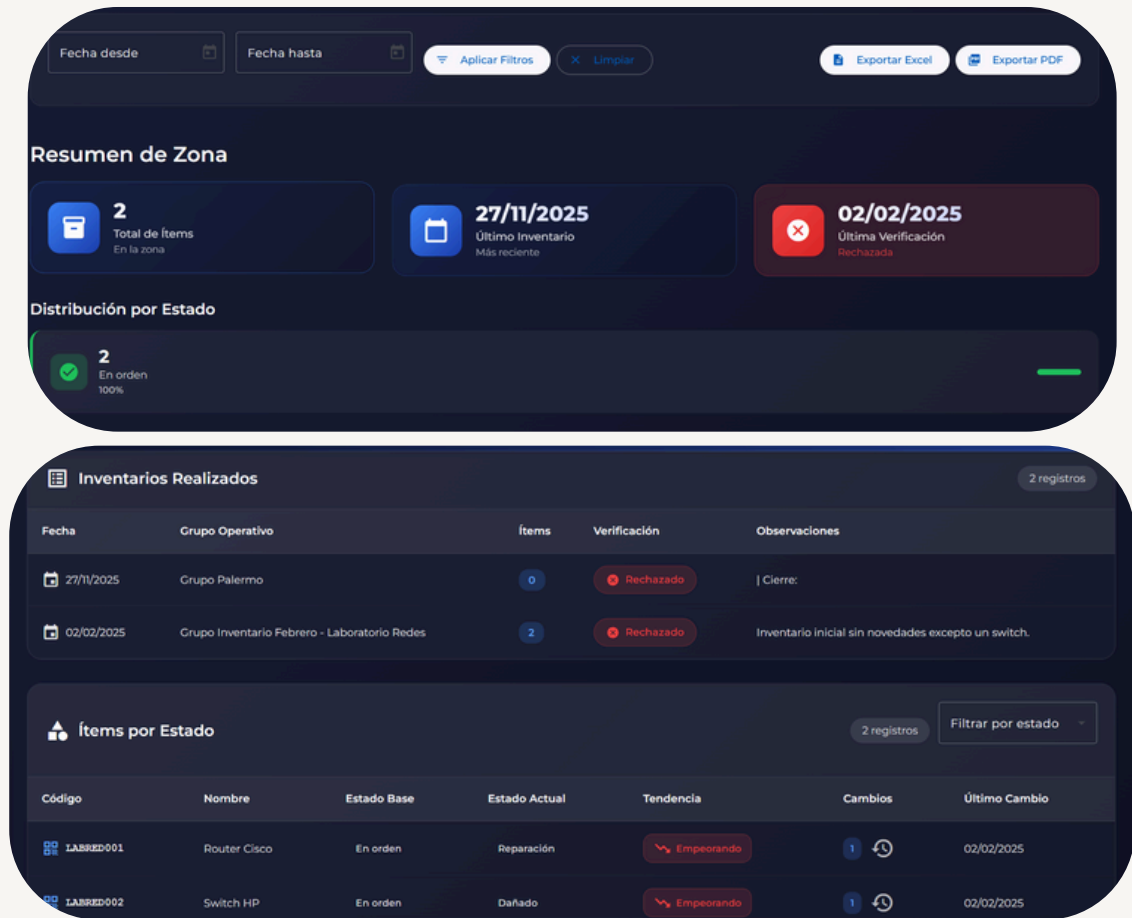 Fecha desde
Fecha hasta
Aplicar Filtros
Limpiar
Exportar Excel
Exportar PDF
Resumen de Zona
2
Total de Ítems
En la zona
27/11/2025
Último Inventario
Más reciente
02/02/2025
Última Verificación
Rechazada
Distribución por Estado
2
En orden
100%
Inventarios Realizados
2 registros
Fecha Grupo Operativo Ítems Verificación Observaciones
27/11/2025 Grupo Palermo 0 Rechazado | Cierre:
02/02/2025 Grupo Inventario Febrero - Laboratorio Redes 2 Rechazado Inventario inicial sin novedades excepto un switch.
Ítems por Estado
2 registros
Filtrar por estado
Código Nombre Estado Base Estado Actual Tendencia Cambios Último Cambio
LABRED001 Router Cisco En orden Reparación Empeorando 1 02/02/2025
LABRED002 Switch HP En orden Dañado Empeorando 1 02/02/2025